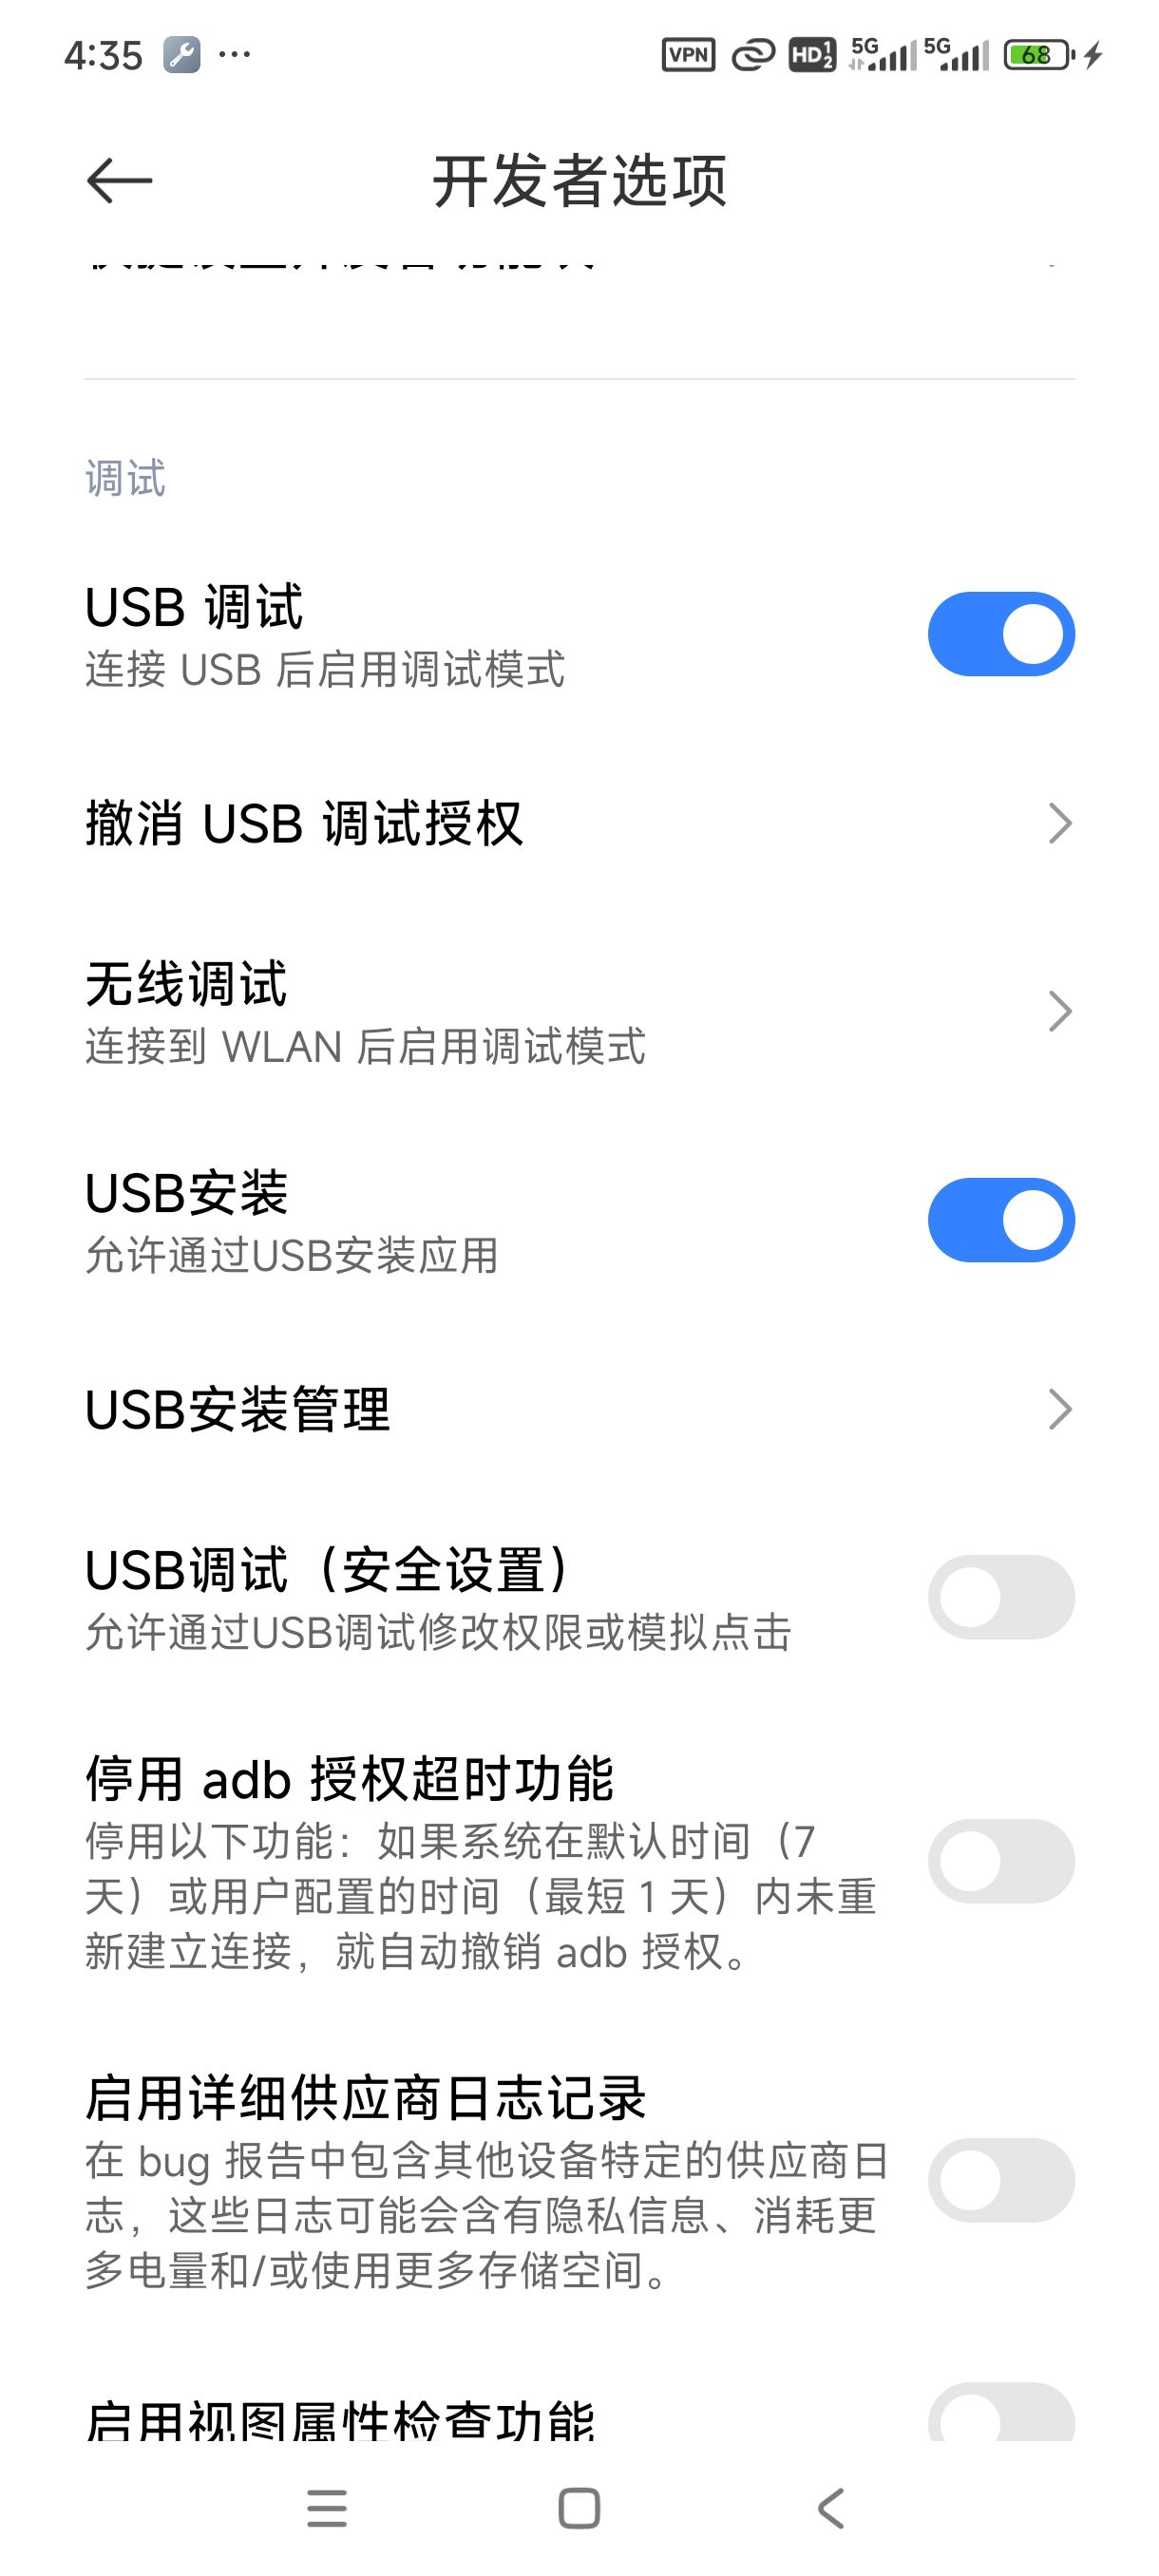 4:35
VPN HD 1 2 5G 5G 68
开发者选项
调试
USB 调试
连接 USB 后启用调试模式
撤消 USB 调试授权
无线调试
连接到 WLAN 后启用调试模式
USB安装
允许通过USB安装应用
USB安装管理
USB调试（安全设置）
允许通过USB调试修改权限或模拟点击
停用 adb 授权超时功能
停用以下功能：如果系统在默认时间（7
天）或用户配置的时间（最短 1 天）内未重
新建立连接，就自动撤销 adb 授权。
启用详细供应商日志记录
在 bug 报告中包含其他设备特定的供应商日
志，这些日志可能会含有隐私信息、消耗更
多电量和/或使用更多存储空间。
启用视图属性检查功能